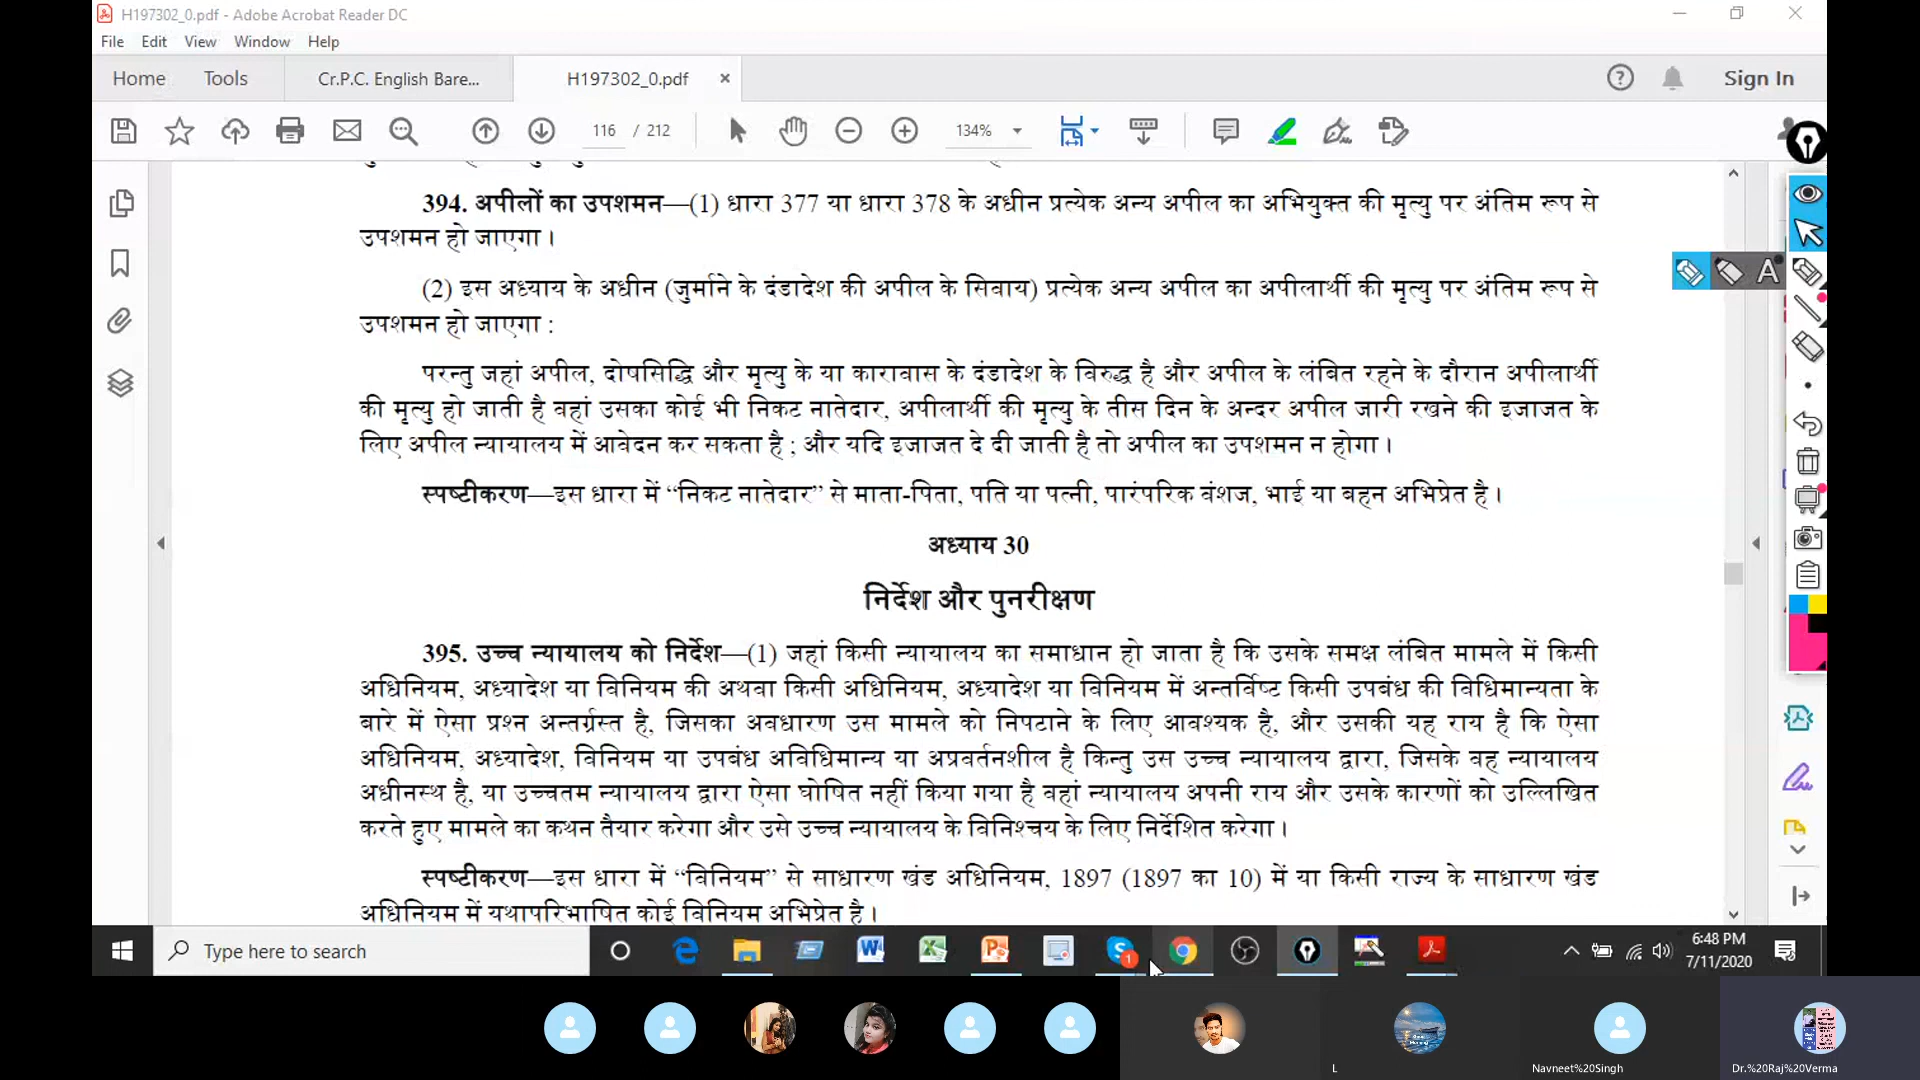 H197302_0.pdf - Adobe Acrobat Reader DC
File Edit View Window Help
Home Tools Cr.P.C. English Bare... H197302_0.pdf × Sign In
116 / 212 134%
394. अपीलों का उपशमन—(1) धारा 377 या धारा 378 के अधीन प्रत्येक अन्य अपील का अभियुक्त की मृत्यु पर अंतिम रूप से
उपशमन हो जाएगा ।
(2) इस अध्याय के अधीन (जुर्माने के दंडादेश की अपील के सिवाय) प्रत्येक अन्य अपील का अपीलार्थी की मृत्यु पर अंतिम रूप से
उपशमन हो जाएगा :
परन्तु जहां अपील, दोषसिद्धि और मृत्यु के या कारावास के दंडादेश के विरुद्ध है और अपील के लंबित रहने के दौरान अपीलार्थी
की मृत्यु हो जाती है वहां उसका कोई भी निकट नातेदार, अपीलार्थी की मृत्यु के तीस दिन के अन्दर अपील जारी रखने की इजाजत के
लिए अपील न्यायालय में आवेदन कर सकता है ; और यदि इजाजत दे दी जाती है तो अपील का उपशमन न होगा ।
स्पष्टीकरण—इस धारा में “निकट नातेदार” से माता-पिता, पति या पत्नी, पारंपरिक वंशज, भाई या बहन अभिप्रेत है ।
अध्याय 30
निर्देश और पुनरीक्षण
395. उच्च न्यायालय को निर्देश—(1) जहां किसी न्यायालय का समाधान हो जाता है कि उसके समक्ष लंबित मामले में किसी
अधिनियम, अध्यादेश या विनियम की अथवा किसी अधिनियम, अध्यादेश या विनियम में अन्तर्विष्ट किसी उपबंध की विधिमान्यता के
बारे में ऐसा प्रश्न अन्तर्ग्रस्त है, जिसका अवधारण उस मामले को निपटाने के लिए आवश्यक है, और उसकी यह राय है कि ऐसा
अधिनियम, अध्यादेश, विनियम या उपबंध अविधिमान्य या अप्रवर्तनशील है किन्तु उस उच्च न्यायालय द्वारा, जिसके वह न्यायालय
अधीनस्थ है, या उच्चतम न्यायालय द्वारा ऐसा घोषित नहीं किया गया है वहां न्यायालय अपनी राय और उसके कारणों को उल्लिखित
करते हुए मामले का कथन तैयार करेगा और उसे उच्च न्यायालय के विनिश्चय के लिए निर्देशित करेगा ।
स्पष्टीकरण—इस धारा में “विनियम” से साधारण खंड अधिनियम, 1897 (1897 का 10) में या किसी राज्य के साधारण खंड
अधिनियम में यथापरिभाषित कोई विनियम अभिप्रेत है ।
Type here to search
6:48 PM
7/11/2020
L Navneet%20Singh Dr.%20Raj%20Verma